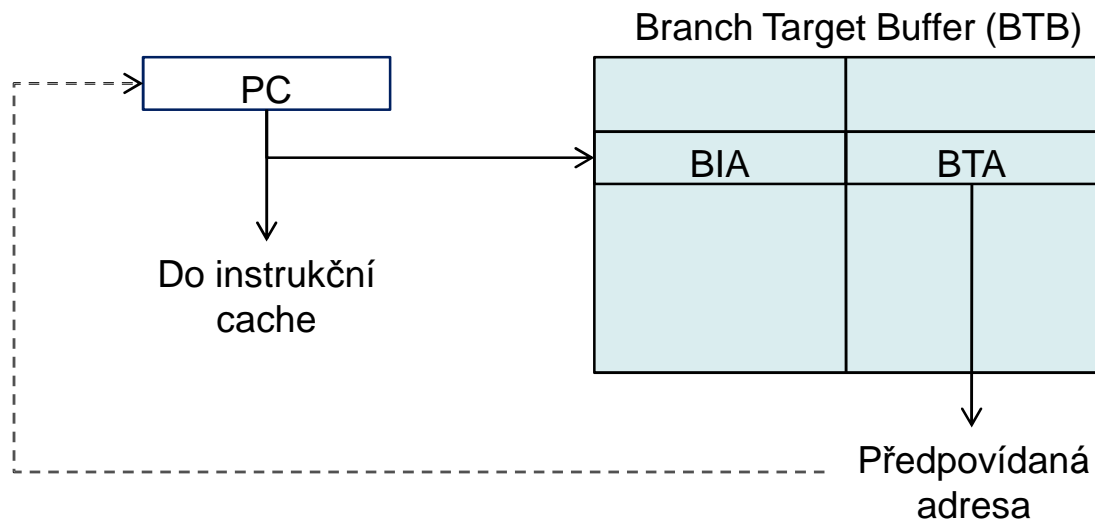 Branch Target Buffer (BTB)
PC
BIA
BTA
Do instrukční
cache
Předpovídaná
adresa